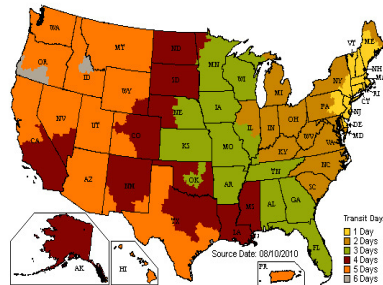 WA
MT
ND
MN
VT
ME
OR
ID
SD
WI
MI
NY
NH
MA
RI
CT
NJ
DE
MD
WY
NE
IA
PA
NV
UT
CO
IL
IN
OH
WV
VA
CA
KS
MO
KY
NC
TN
SC
AZ
NM
OK
AR
MS
AL
GA
LA
FL
AK
HI
PR
Source Date: 08/10/2010
Transit Day
1 Day
2 Days
3 Days
4 Days
5 Days
6 Days